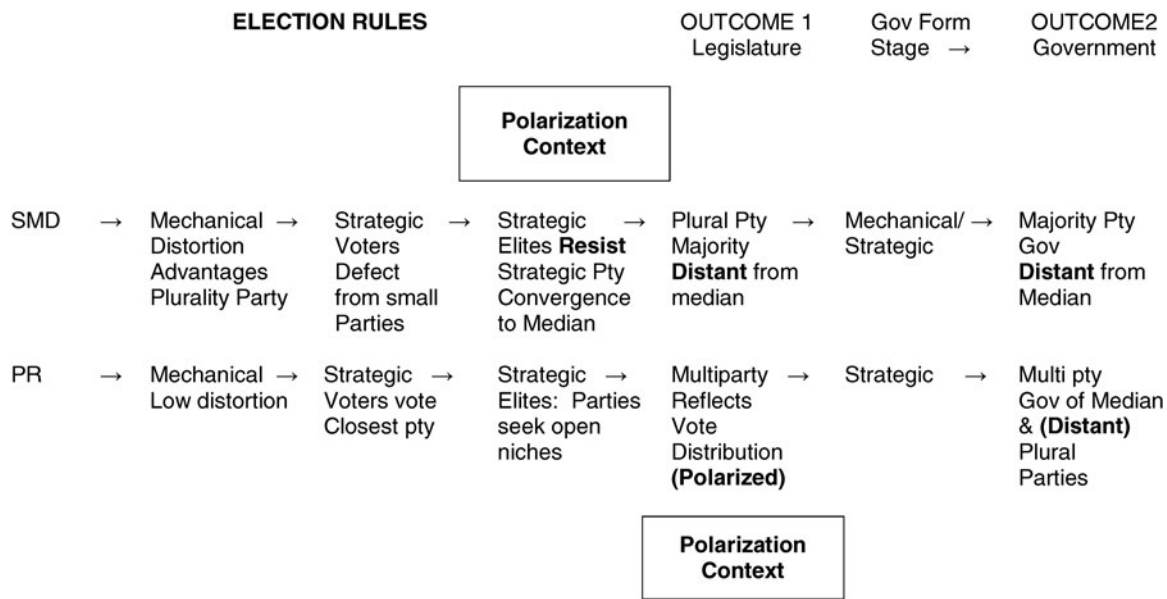 ELECTION RULES OUTCOME 1 Gov Form OUTCOME2
Legislature Stage → Government
Polarization
Context
SMD → Mechanical → Strategic → Strategic → Plural Pty → Mechanical/ → Majority Pty
Distortion Voters Elites Resist Majority Strategic Gov
Advantages Defect Strategic Pty Distant from Distant from
Plurality Party from small Convergence median Median
Parties to Median
PR → Mechanical → Strategic → Strategic → Multiparty → Strategic → Multi pty
Low distortion Voters vote Elites: Parties Reflects Gov of Median
Closest pty seek open Vote & (Distant)
niches Distribution Plural
(Polarized) Parties
Polarization
Context